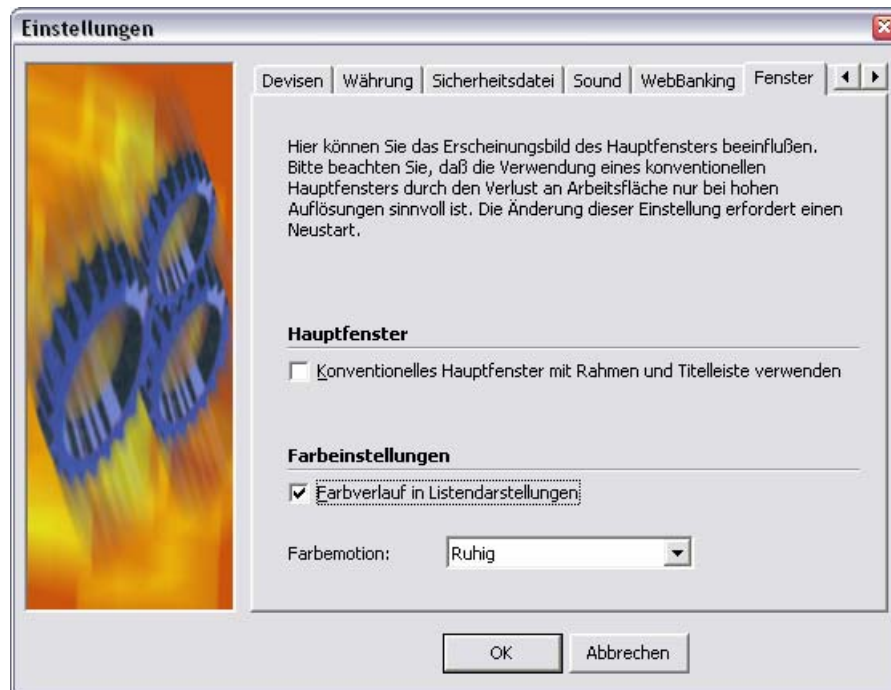 Einstellungen
Devisen Währung Sicherheitsdatei Sound WebBanking Fenster
Hier können Sie das Erscheinungsbild des Hauptfensters beeinflußen.
Bitte beachten Sie, daß die Verwendung eines konventionellen
Hauptfensters durch den Verlust an Arbeitsfläche nur bei hohen
Auflösungen sinnvoll ist. Die Änderung dieser Einstellung erfordert einen
Neustart.
Hauptfenster
Konventionelles Hauptfenster mit Rahmen und Titelleiste verwenden
Farbeinstellungen
Farbverlauf in Listendarstellungen
Farbemotion: Ruhig
OK Abbrechen